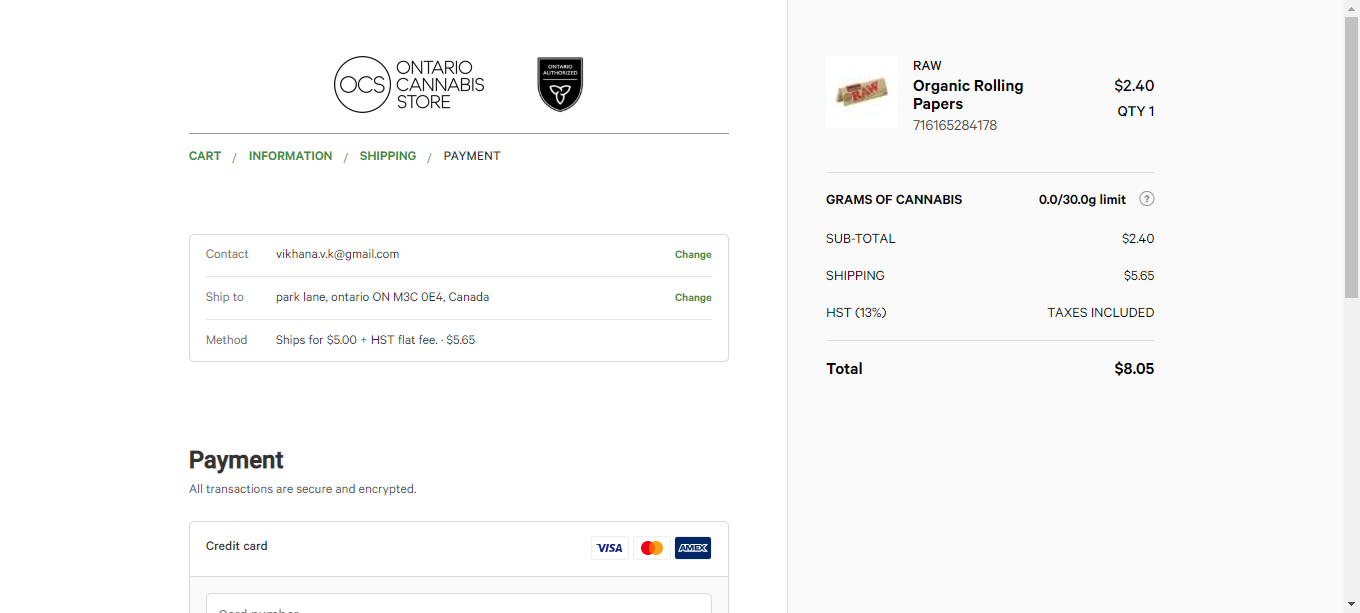 OCS ONTARIO
CANNABIS
STORE
ONTARIO
AUTHORIZED
CART / INFORMATION / SHIPPING / PAYMENT
Contact vikhana.v.k@gmail.com Change
Ship to park lane, ontario ON M3C 0E4, Canada Change
Method Ships for $5.00 + HST flat fee. · $5.65
Payment
All transactions are secure and encrypted.
Credit card VISA AMEX
Card number
RAW
RAW
Organic Rolling
Papers
$2.40
QTY 1
716165284178
GRAMS OF CANNABIS 0.0/30.0g limit ?
SUB-TOTAL $2.40
SHIPPING $5.65
HST (13%) TAXES INCLUDED
Total $8.05